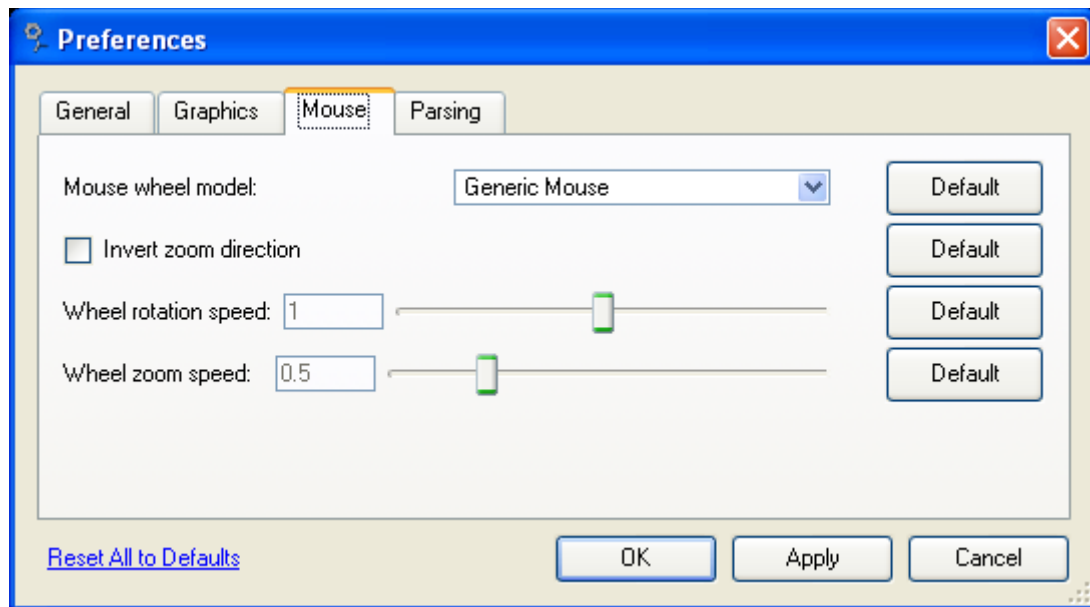 Preferences
General Graphics Mouse Parsing
Mouse wheel model: Generic Mouse Default
Invert zoom direction Default
Wheel rotation speed: 1 Default
Wheel zoom speed: 0.5 Default
Reset All to Defaults OK Apply Cancel